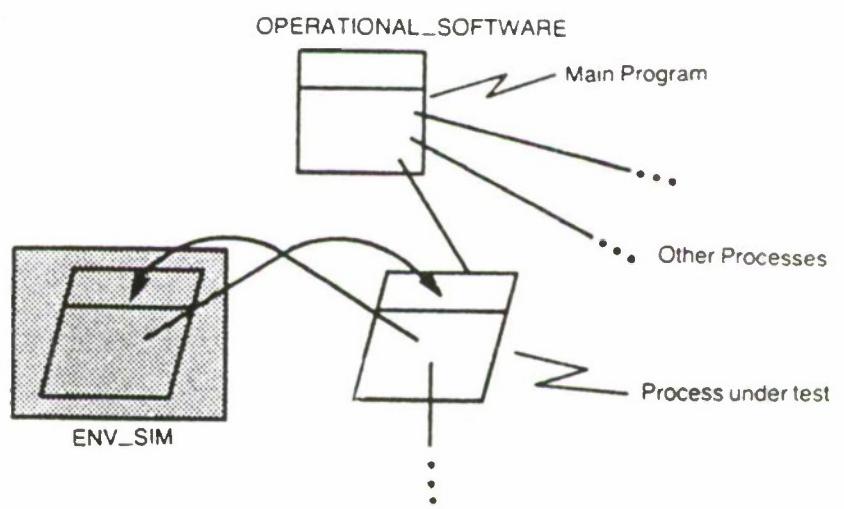 OPERATIONAL_SOFTWARE
Main Program
Other Processes
Process under test
ENV_SIM